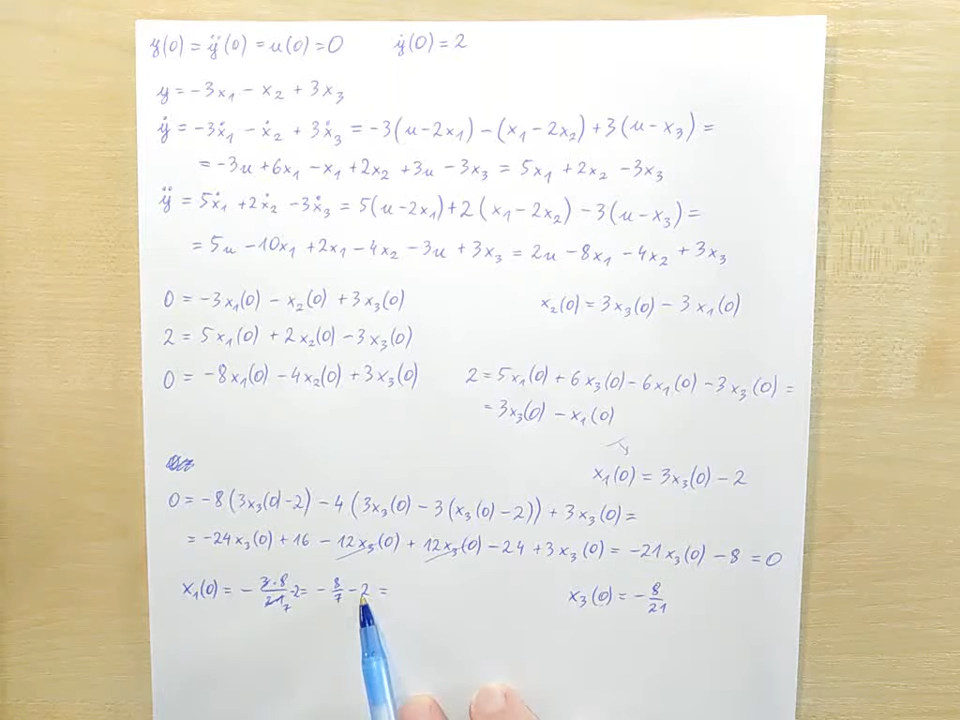 y(0) = ÿ(0) = u(0) = 0 ẏ(0) = 2
y = -3x₁ - x₂ + 3x₃
ẏ = -3ẋ₁ - ẋ₂ + 3ẋ₃ = -3(u-2x₁) - (x₁-2x₂) + 3(u-x₃) =
= -3u + 6x₁ - x₁ + 2x₂ + 3u - 3x₃ = 5x₁ + 2x₂ - 3x₃
ÿ = 5ẋ₁ + 2ẋ₂ - 3ẋ₃ = 5(u-2x₁) + 2(x₁-2x₂) - 3(u-x₃) =
= 5u - 10x₁ + 2x₁ - 4x₂ - 3u + 3x₃ = 2u - 8x₁ - 4x₂ + 3x₃
0 = -3x₁(0) - x₂(0) + 3x₃(0) x₂(0) = 3x₃(0) - 3x₁(0)
2 = 5x₁(0) + 2x₂(0) - 3x₃(0)
0 = -8x₁(0) - 4x₂(0) + 3x₃(0) 2 = 5x₁(0) + 6x₃(0) - 6x₁(0) - 3x₃(0) =
= 3x₃(0) - x₁(0)
x₁(0) = 3x₃(0) - 2
0 = -8(3x₃(0)-2) - 4(3x₃(0) - 3(x₃(0)-2)) + 3x₃(0) =
= -24x₃(0) + 16 - 12x₃(0) + 12x₃(0) - 24 + 3x₃(0) = -21x₃(0) - 8 = 0
x₁(0) = - 3·8/21 7 -2 = - 8/7 - 2 = x₃(0) = - 8/21